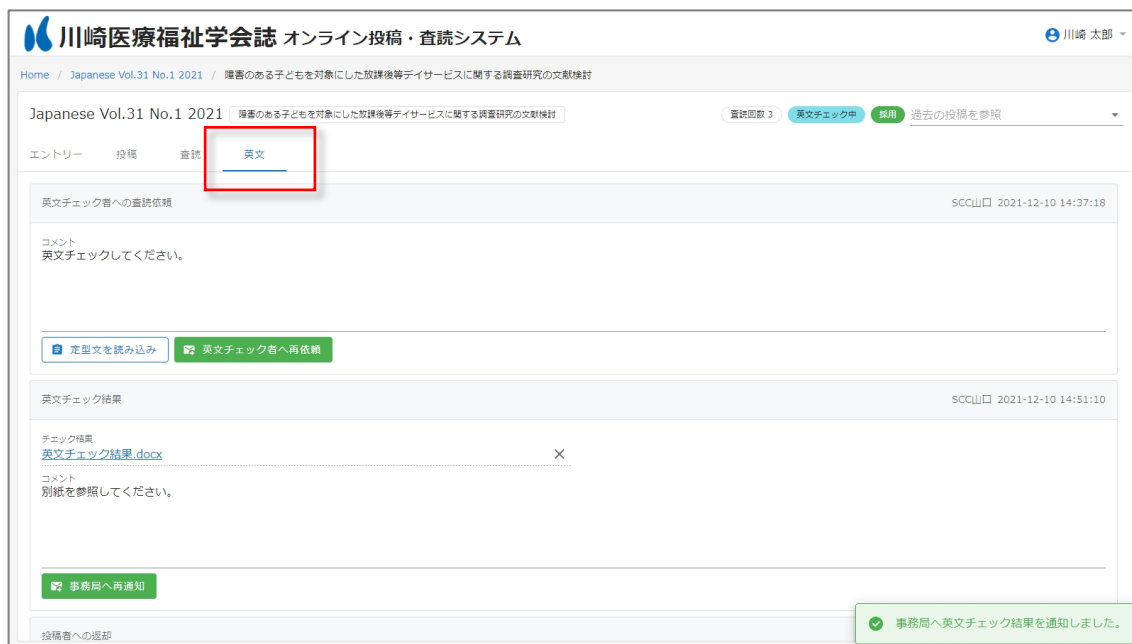 川崎医療福祉学会誌 オンライン投稿・査読システム
川崎 太郎
Home / Japanese Vol.31 No.1 2021 / 障害のある子どもを対象にした放課後等デイサービスに関する調査研究の文献検討
Japanese Vol.31 No.1 2021 障害のある子どもを対象にした放課後等デイサービスに関する調査研究の文献検討 査読回数 3 英文チェック中 採用 過去の投稿を参照
エントリー 投稿 査読 英文
英文チェック者への査読依頼 SCC山口 2021-12-10 14:37:18
コメント
英文チェックしてください。
定型文を読み込み 英文チェック者へ再依頼
英文チェック結果 SCC山口 2021-12-10 14:51:10
チェック結果
英文チェック結果.docx
コメント
別紙を参照してください。
事務局へ再通知
事務局へ英文チェック結果を通知しました。
投稿者への返却